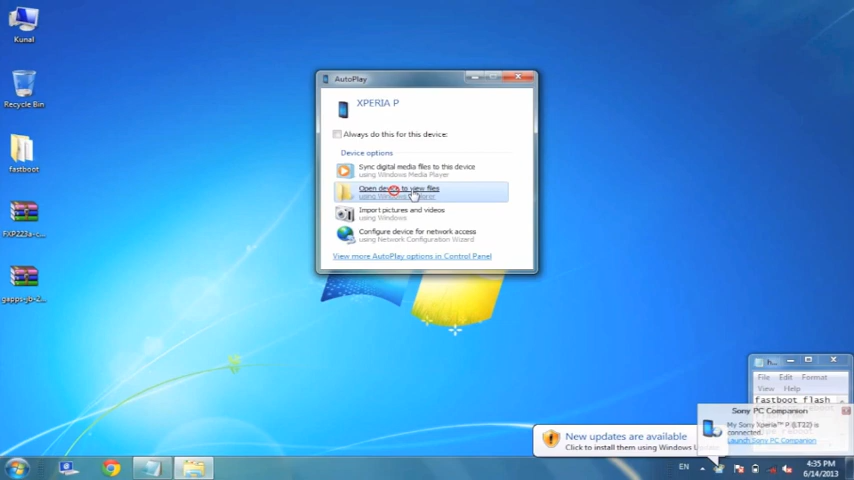 Kunal
Recycle Bin
fastboot
FXP223a-c...
gapps-jb-2...
AutoPlay
XPERIA P
Always do this for this device:
Device options
Sync digital media files to this device
using Windows Media Player
Open device to view files
using Windows Explorer
Import pictures and videos
using Windows
Configure device for network access
using Network Configuration Wizard
View more AutoPlay options in Control Panel
h...
File Edit Format
View Help
fastboot flash
Sony PC Companion
My Sony Xperia™ P (LT22) is
connected.
Launch Sony PC Companion
New updates are available
Click to install them using Windows
EN
4:35 PM
6/14/2013